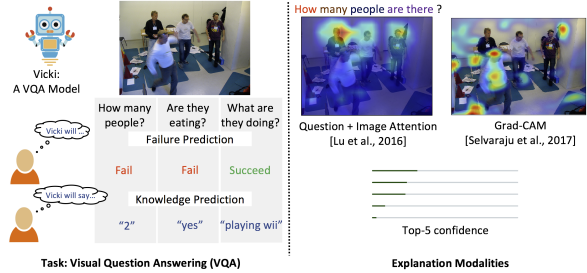 Vicki:
A VQA Model
How many people?
Are they eating?
What are they doing?
Failure Prediction
Vicki will ...
Fail
Fail
Succeed
Knowledge Prediction
Vicki will say...
"2"
"yes"
"playing wii"
Task: Visual Question Answering (VQA)
How many people are there ?
Question + Image Attention
[Lu et al., 2016]
Grad-CAM
[Selvaraju et al., 2017]
Top-5 confidence
Explanation Modalities